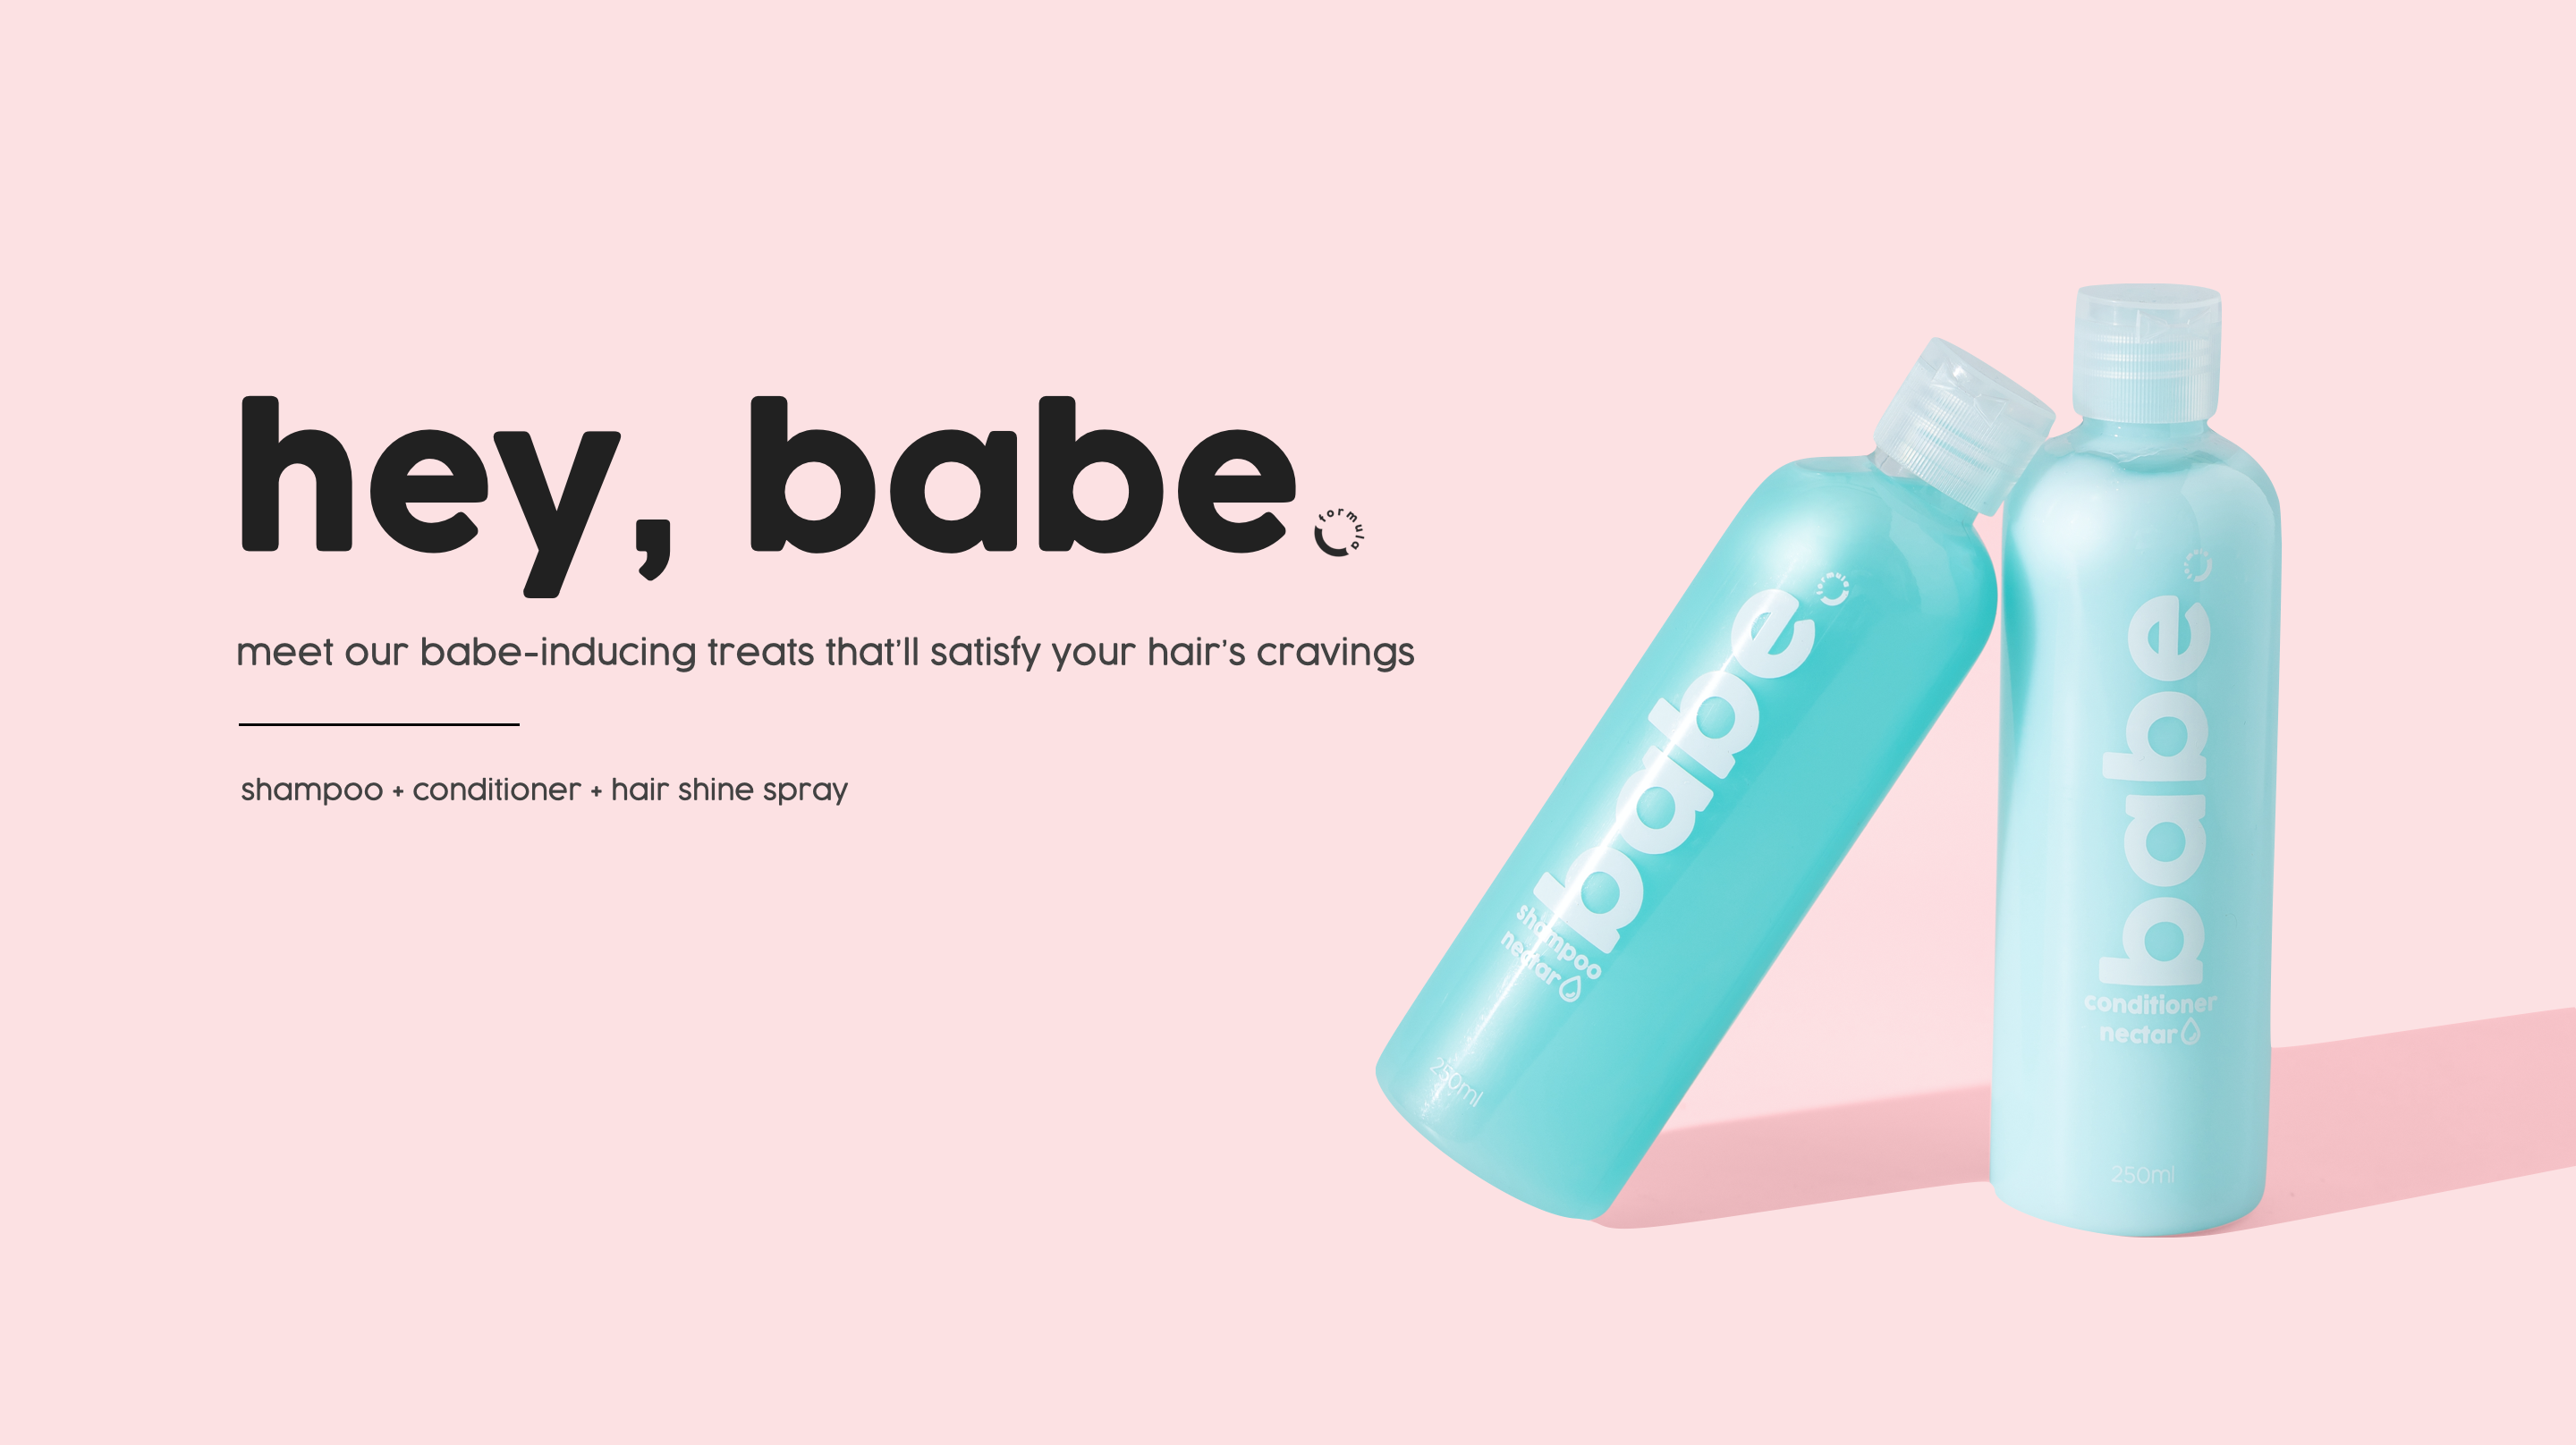 hey, babe
formula
meet our babe-inducing treats that'll satisfy your hair's cravings
shampoo + conditioner + hair shine spray
babe
formula
shampoo
nectar
250ml
babe
formula
conditioner
nectar
250ml